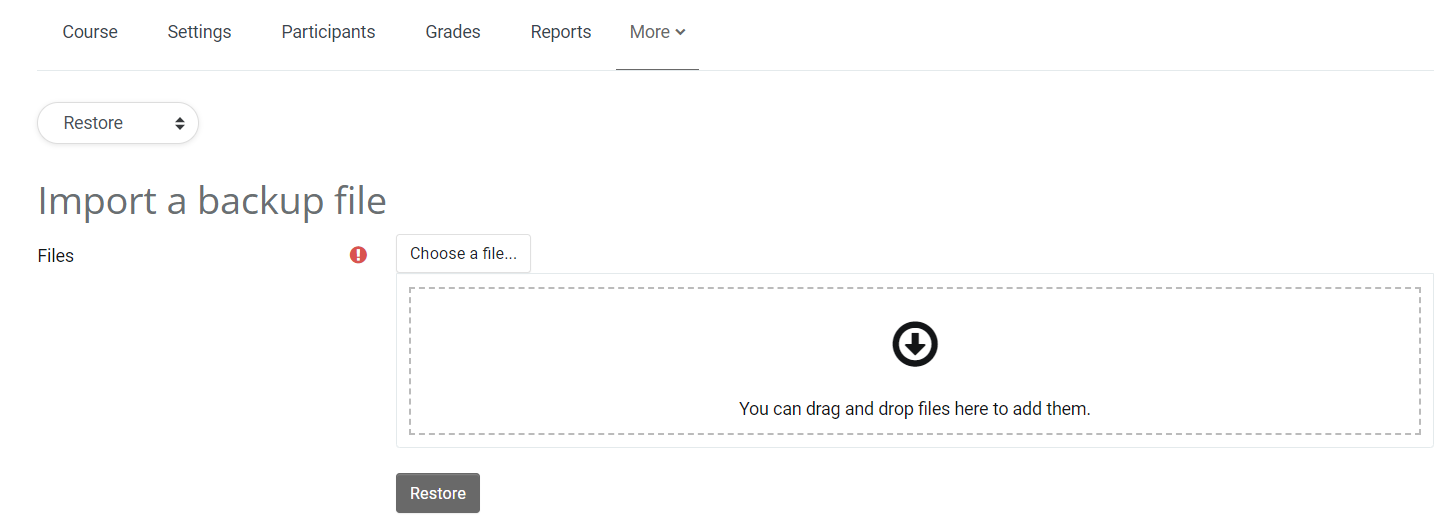 Course Settings Participants Grades Reports More
Restore
Import a backup file
Files
Choose a file...
You can drag and drop files here to add them.
Restore